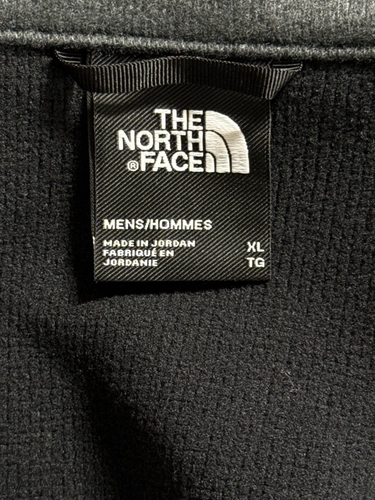 THE
NORTH
®FACE
MENS/HOMMES
MADE IN JORDAN XL
FABRIQUÉ EN TG
JORDANIE